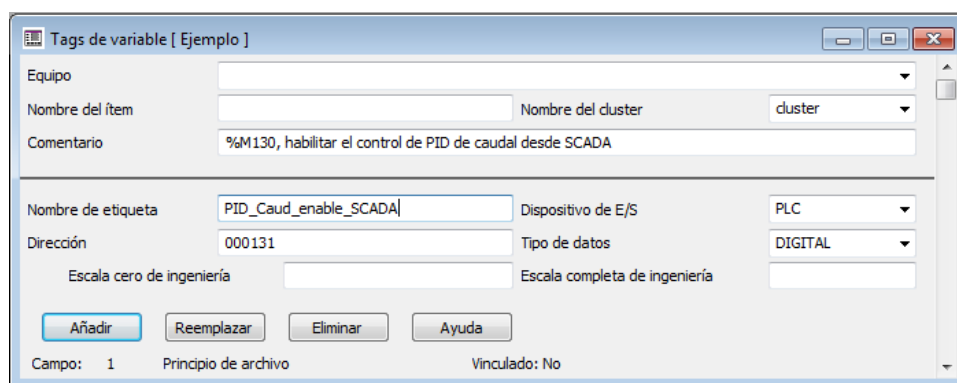 Tags de variable [ Ejemplo ]
Equipo
Nombre del ítem Nombre del cluster cluster
Comentario %M130, habilitar el control de PID de caudal desde SCADA
Nombre de etiqueta PID_Caud_enable_SCADA Dispositivo de E/S PLC
Dirección 000131 Tipo de datos DIGITAL
Escala cero de ingeniería Escala completa de ingeniería
Añadir Reemplazar Eliminar Ayuda
Campo: 1 Principio de archivo Vinculado: No